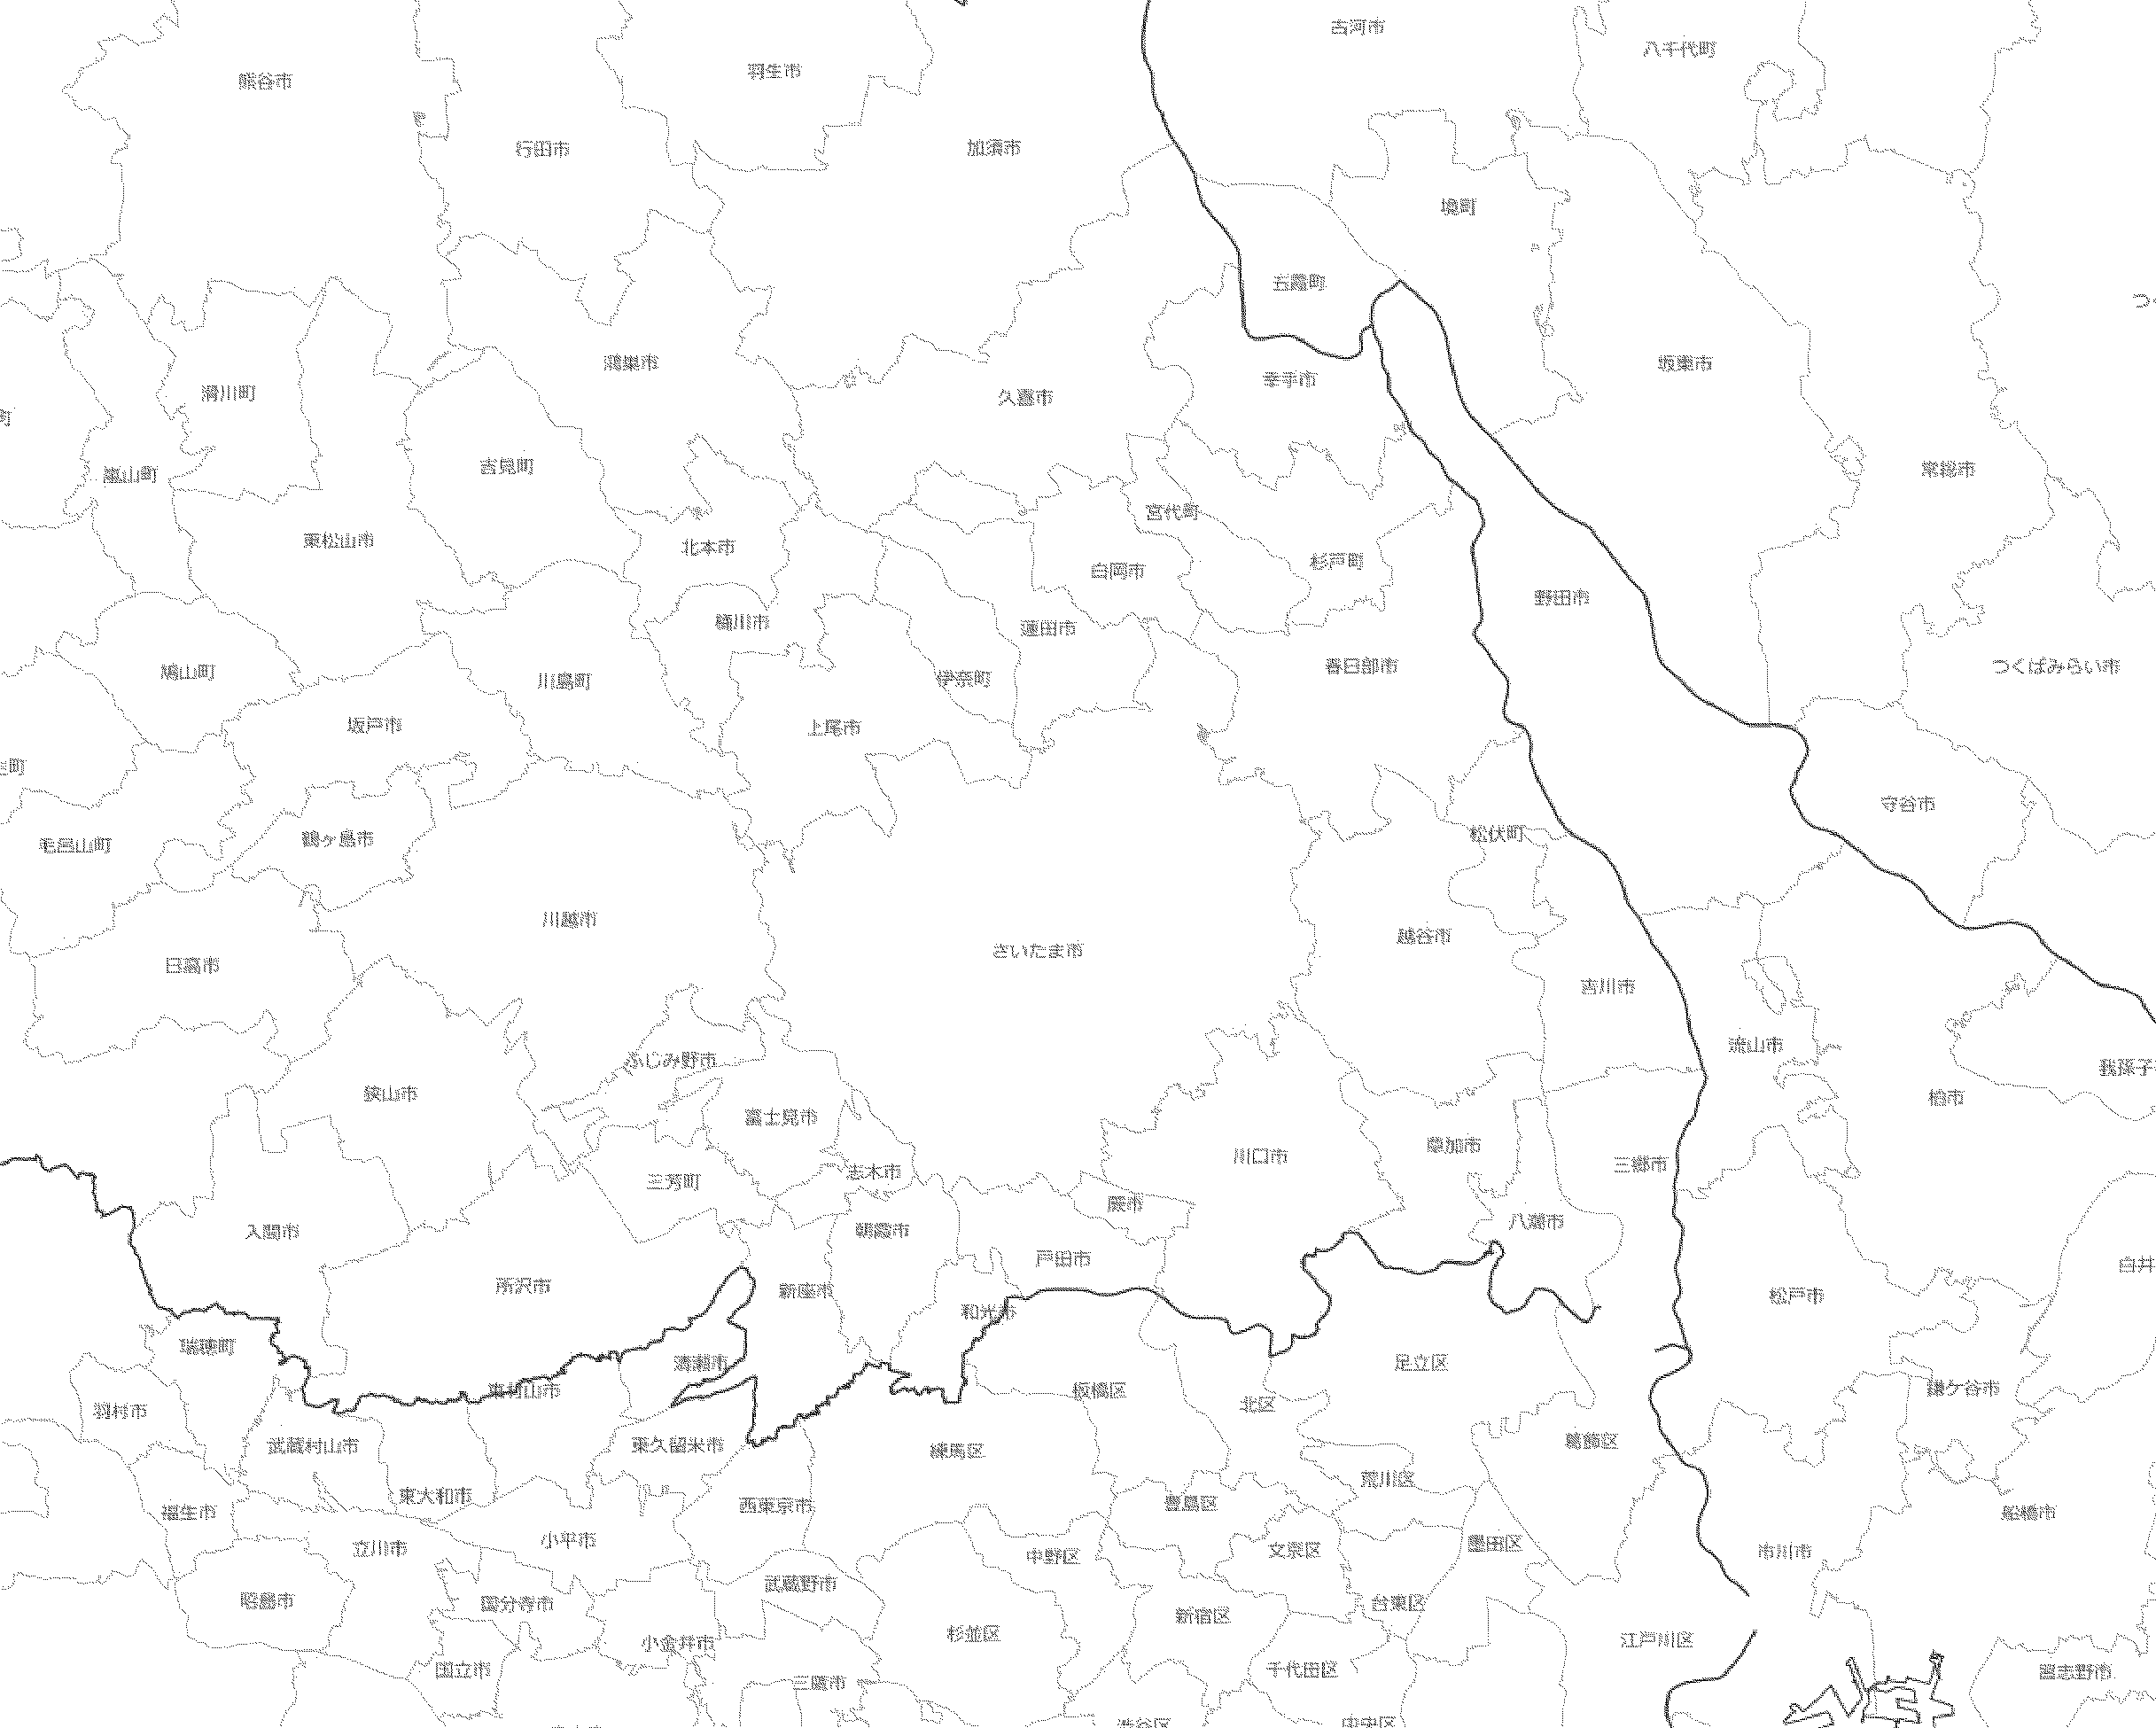 古河市
八千代町
羽生市
熊谷市
行田市
加須市
境町
五霞町
鴻巣市
坂東市
幸手市
滑川町
久喜市
町
吉見町
常総市
嵐山町
宮代町
東松山市
北本市
杉戸町
白岡市
野田市
桶川市
蓮田市
春日部市
つくばみらい市
鳩山町
伊奈町
川島町
坂戸市
上尾市
町
守谷市
松伏町
鶴ヶ島市
毛呂山町
川越市
越谷市
さいたま市
日高市
吉川市
流山市
ふじみ野市
我孫子
狭山市
柏市
富士見市
草加市
川口市
三郷市
志木市
三芳町
蕨市
八潮市
朝霞市
入間市
戸田市
白井
所沢市
新座市
松戸市
和光市
瑞穂町
清瀬市
足立区
東村山市
板橋区
鎌ケ谷市
北区
羽村市
葛飾区
武蔵村山市
東久留米市
練馬区
荒川区
東大和市
豊島区
西東京市
福生市
船橋市
小平市
墨田区
立川市
文京区
市川市
中野区
武蔵野市
昭島市
国分寺市
台東区
新宿区
杉並区
江戸川区
小金井市
国立市
千代田区
習志野市
三鷹市
渋谷区
中央区